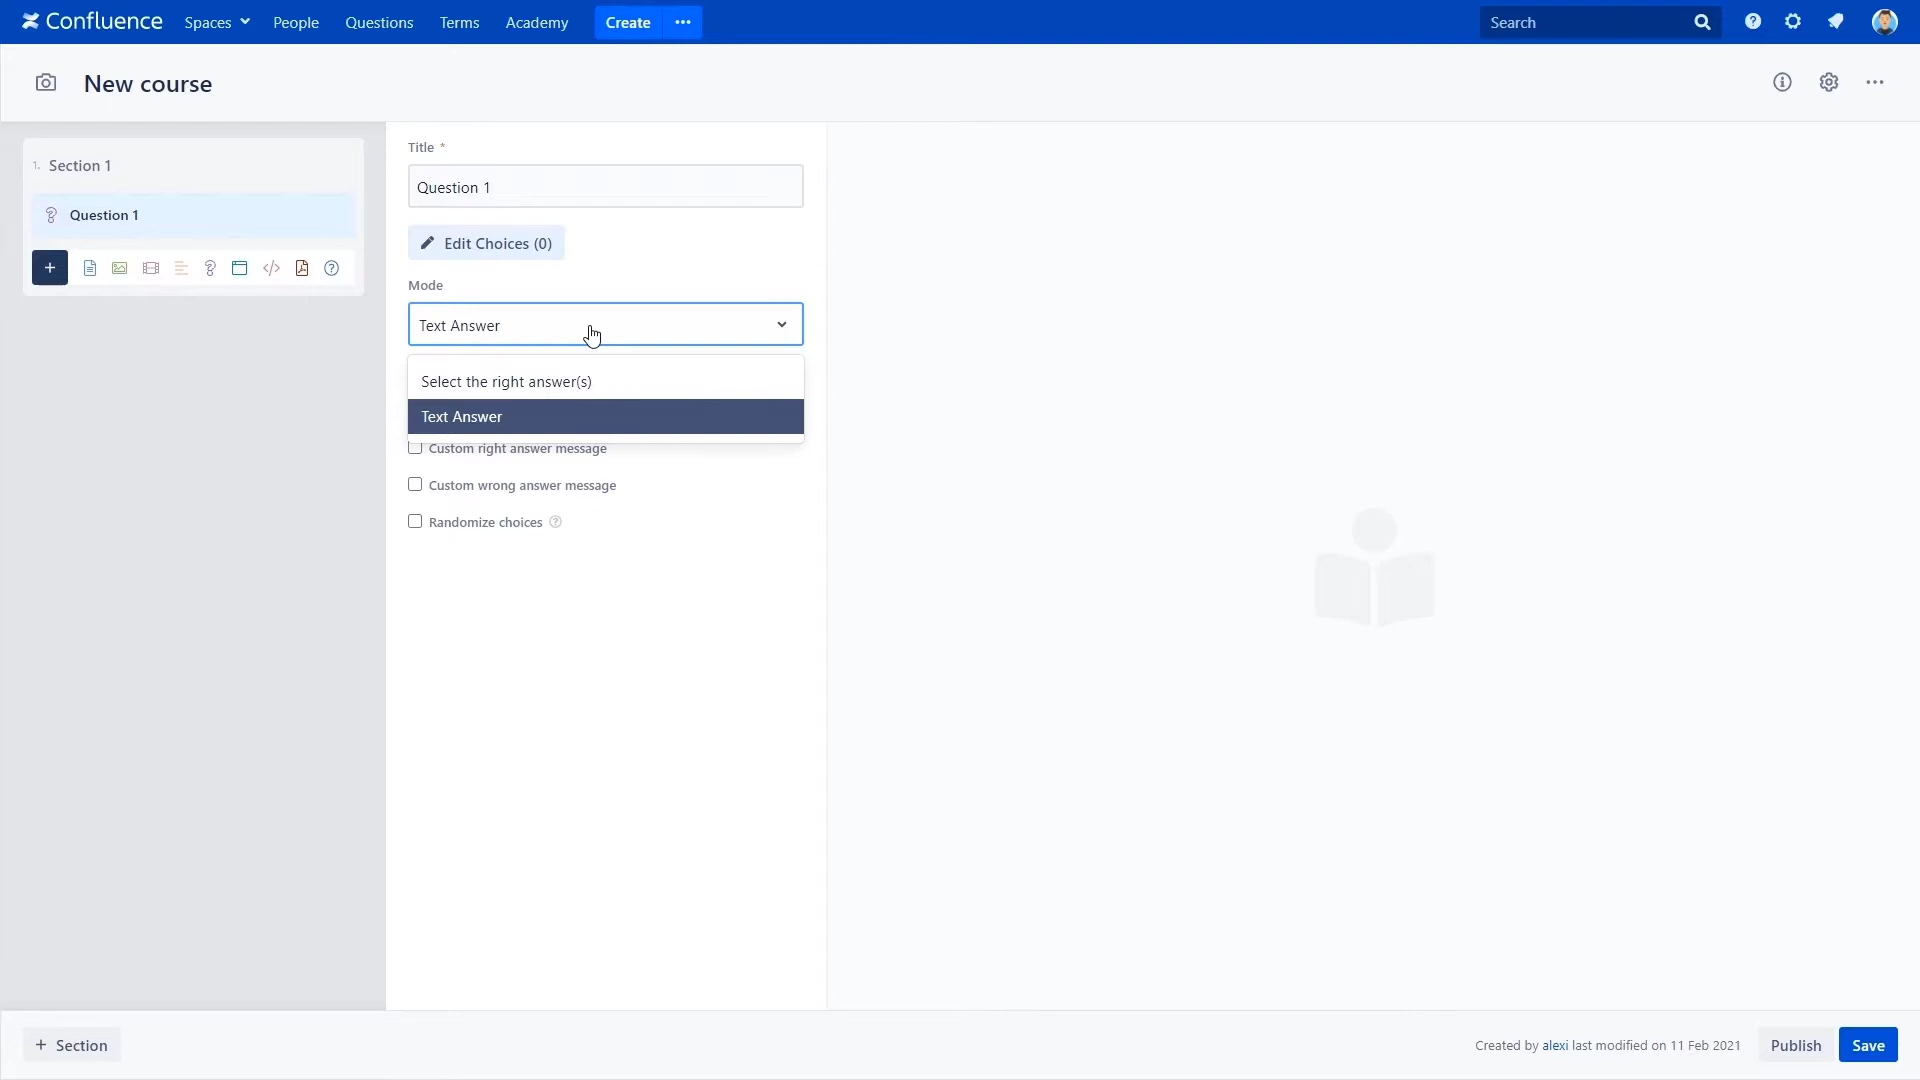 Confluence Spaces People Questions Terms Academy Create Search
New course
1. Section 1
Question 1
Title *
Question 1
Edit Choices (0)
Mode
Text Answer
Select the right answer(s)
Text Answer
Custom right answer message
Custom wrong answer message
Randomize choices
+ Section
Created by alexi last modified on 11 Feb 2021
Publish
Save